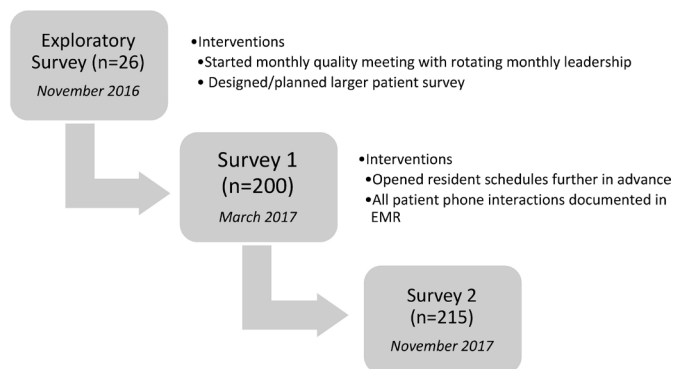 Exploratory
Survey (n=26)
November 2016
•Interventions
•Started monthly quality meeting with rotating monthly leadership
• Designed/planned larger patient survey
Survey 1
(n=200)
March 2017
•Interventions
•Opened resident schedules further in advance
•All patient phone interactions documented in
EMR
Survey 2
(n=215)
November 2017